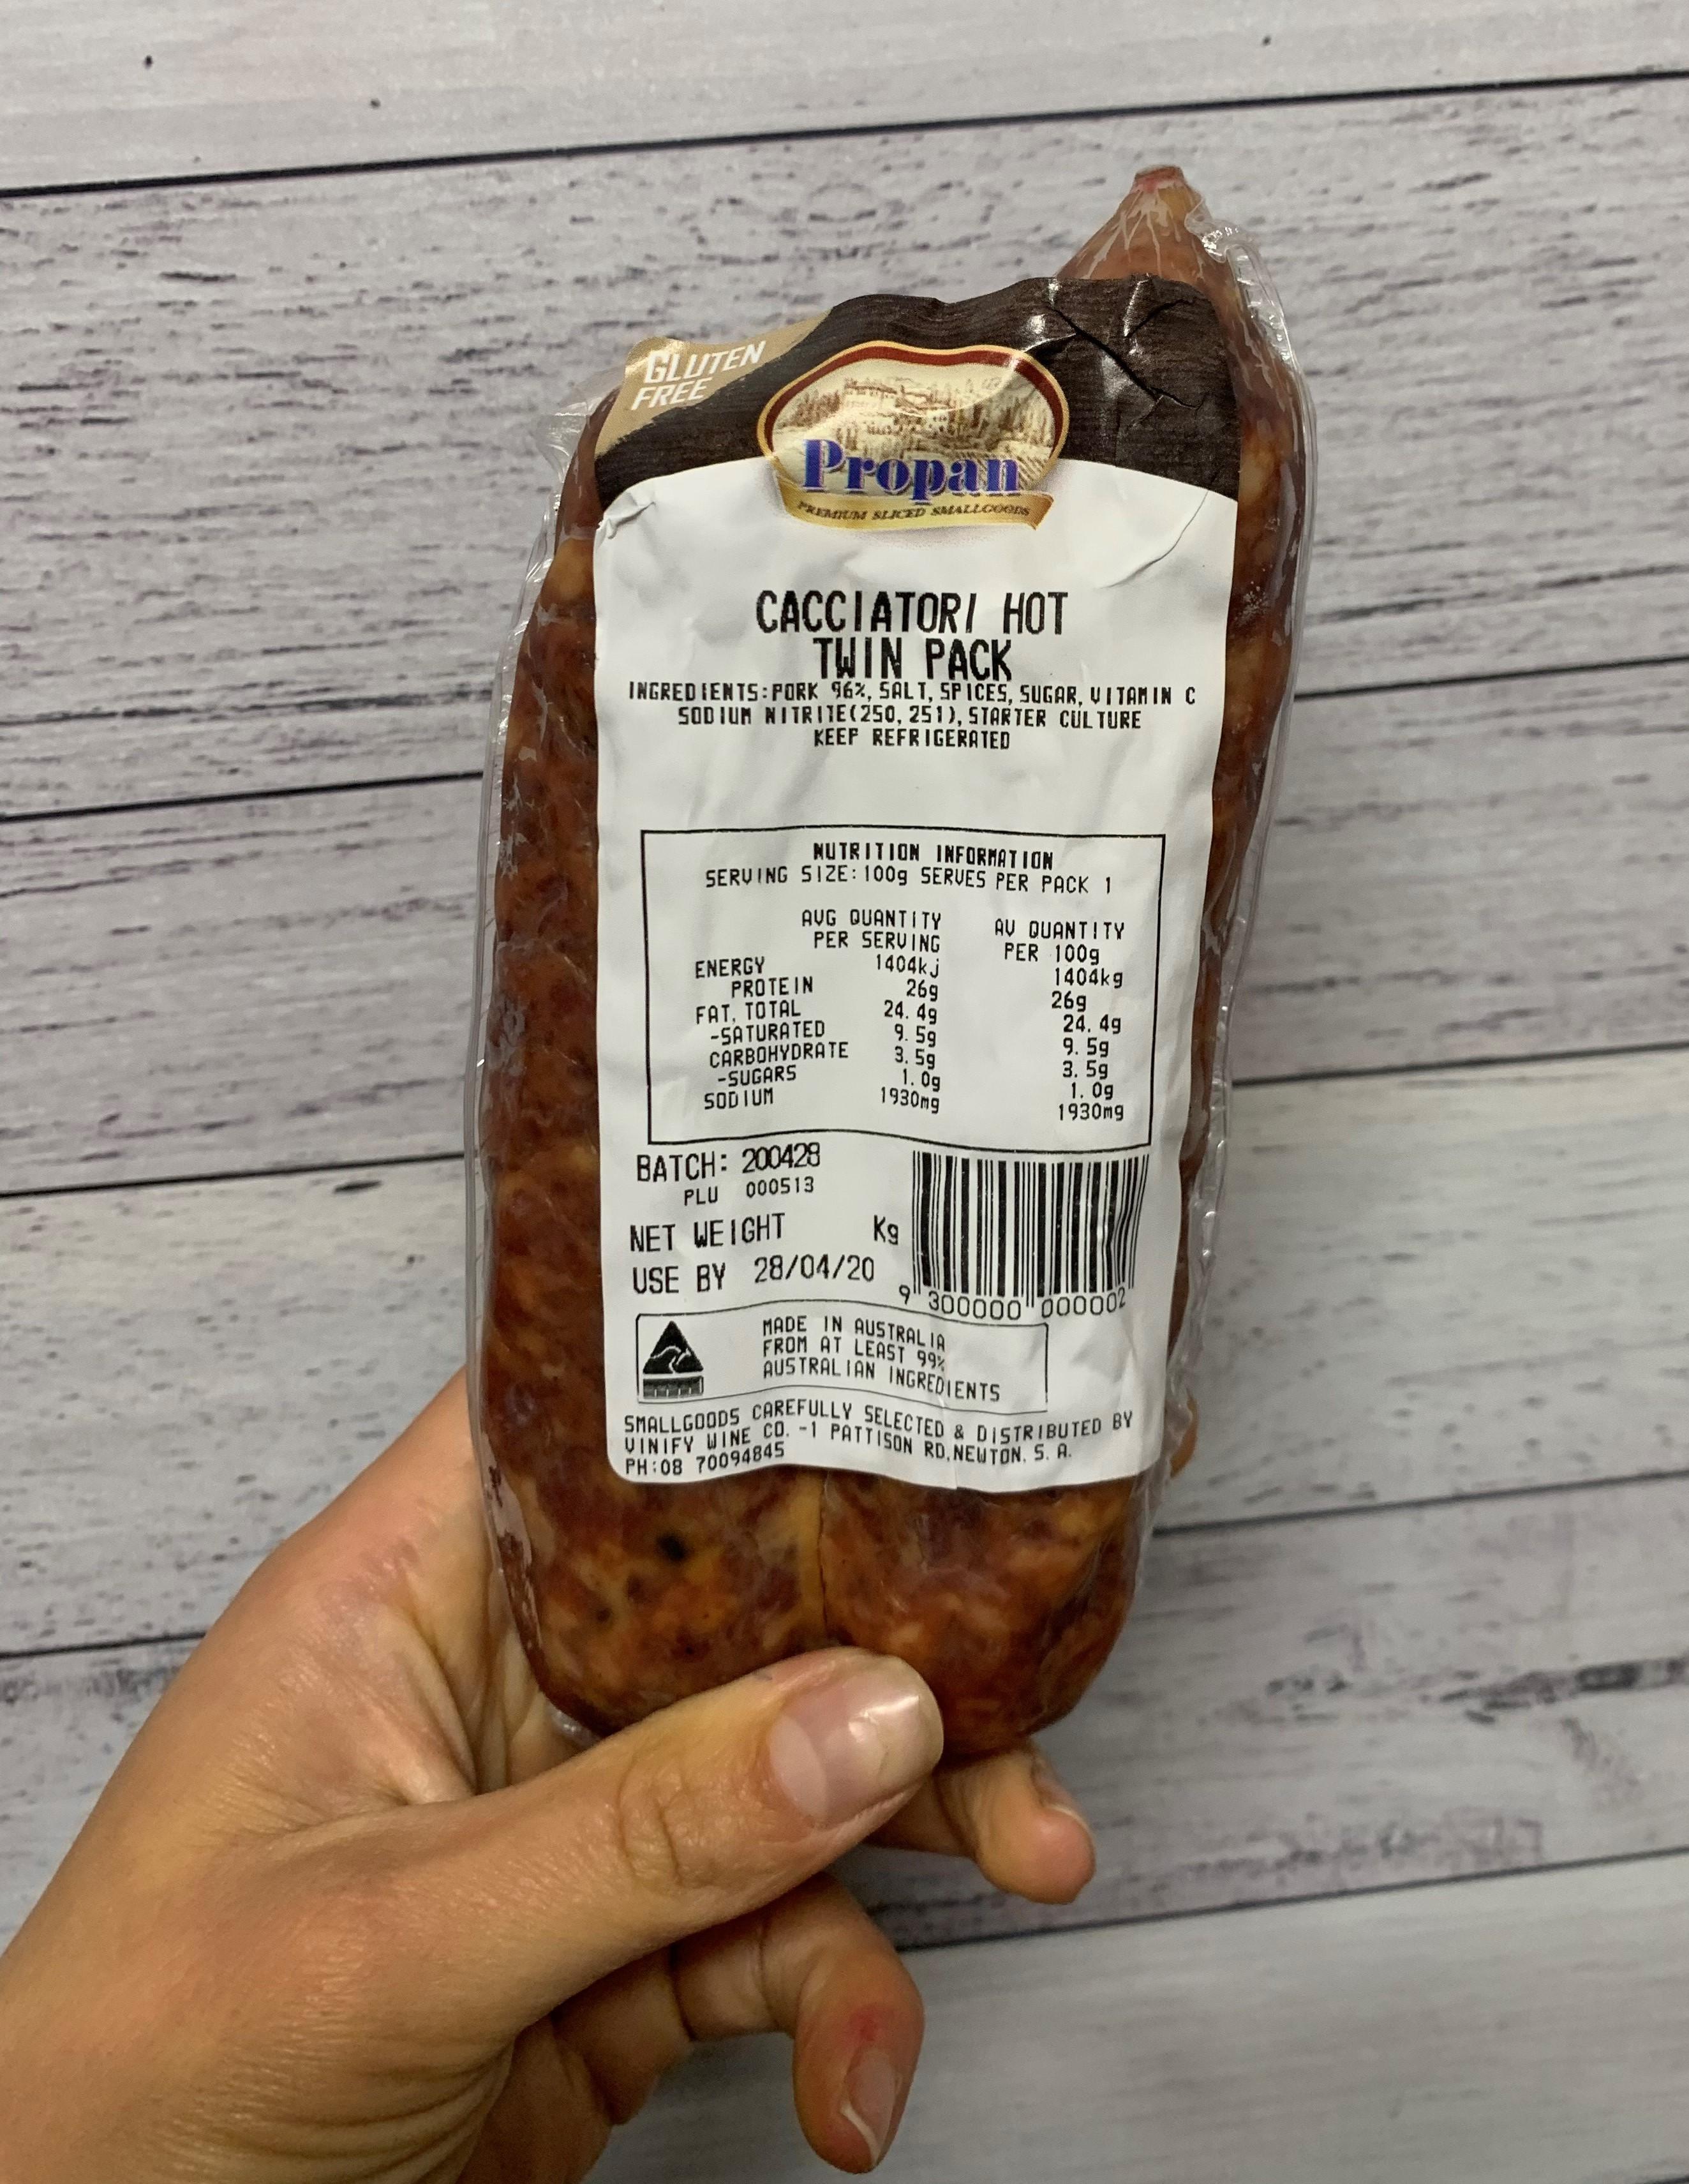 GLUTEN
FREE
Propan
PREMIUM SLICED SMALLGOODS
CACCIATORI HOT
TWIN PACK
INGREDIENTS:PORK 96%, SALT, SPICES, SUGAR, VITAMIN C
SODIUM NITRITE(250, 251), STARTER CULTURE
KEEP REFRIGERATED
NUTRITION INFORMATION
SERVING SIZE:100g SERVES PER PACK 1
AVG QUANTITY AV QUANTITY
PER SERVING PER 100g
ENERGY 1404kj 1404kg
PROTEIN 26g 26g
FAT, TOTAL 24.4g 24.4g
-SATURATED 9.5g 9.5g
CARBOHYDRATE 3.5g 3.5g
-SUGARS 1.0g 1.0g
SODIUM 1930mg 1930mg
BATCH: 200428
PLU 000513
NET WEIGHT Kg
USE BY 28/04/20
9 300000 000002
MADE IN AUSTRALIA
FROM AT LEAST 99%
AUSTRALIAN INGREDIENTS
SMALLGOODS CAREFULLY SELECTED & DISTRIBUTED BY
VINIFY WINE CO. -1 PATTISON RD,NEWTON. S. A.
PH:08 70094845